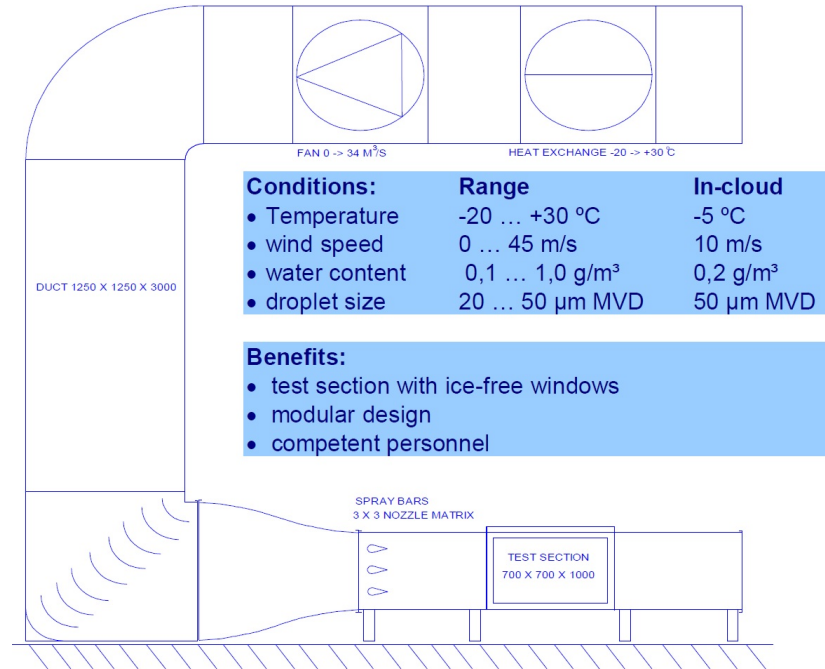 FAN 0 -> 34 M³/S
HEAT EXCHANGE -20 -> +30°C
Conditions: Range In-cloud
• Temperature -20 … +30 ºC -5 ºC
• wind speed 0 … 45 m/s 10 m/s
• water content 0,1 … 1,0 g/m³ 0,2 g/m³
• droplet size 20 … 50 µm MVD 50 µm MVD
DUCT 1250 X 1250 X 3000
Benefits:
• test section with ice-free windows
• modular design
• competent personnel
SPRAY BARS
3 X 3 NOZZLE MATRIX
TEST SECTION
700 X 700 X 1000